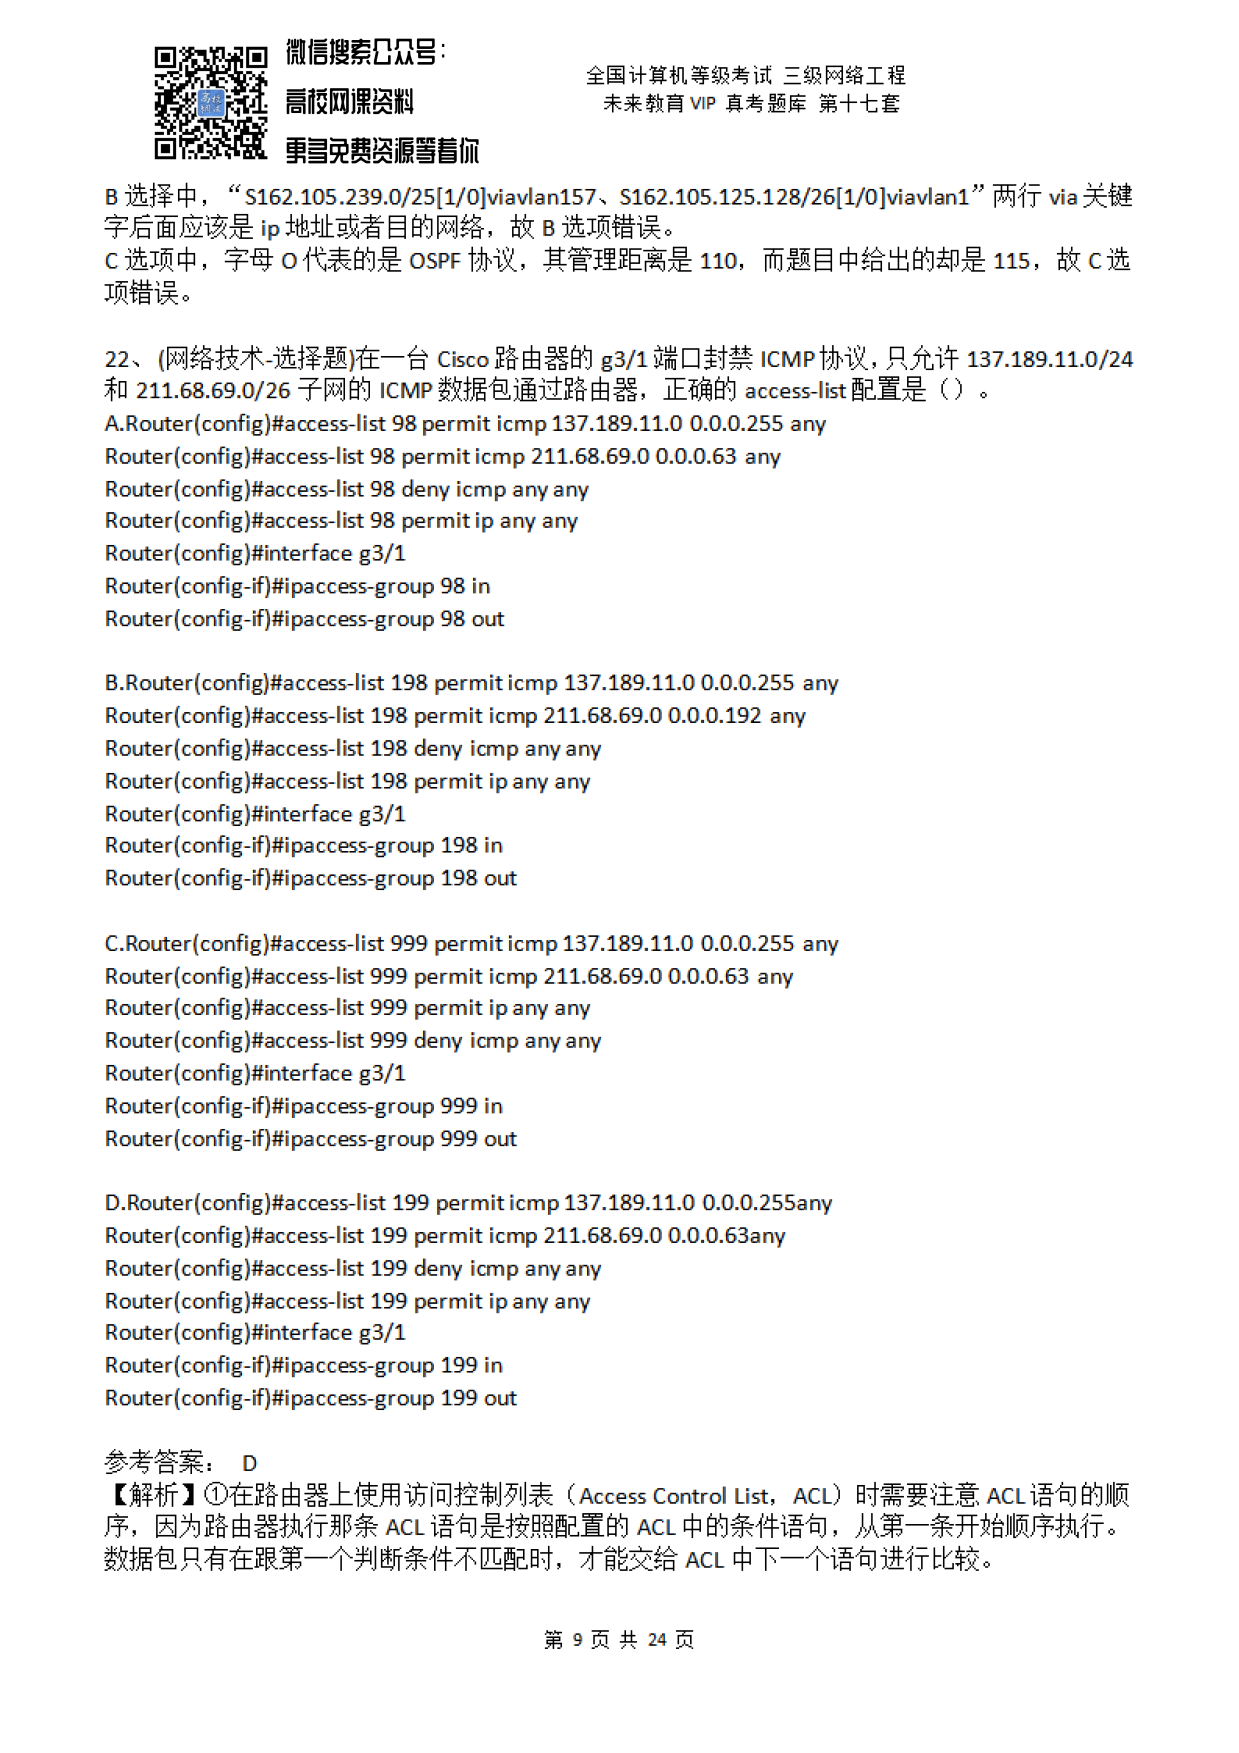 微信搜索公众号：
高校网课资料
更多免费资源等着你
全国计算机等级考试 三级网络工程
未来教育 VIP 真考题库 第十七套
B 选择中，“S162.105.239.0/25[1/0]viavlan157、S162.105.125.128/26[1/0]viavlan1”两行 via 关键
字后面应该是 ip 地址或者目的网络，故 B 选项错误。
C 选项中，字母 O 代表的是 OSPF 协议，其管理距离是 110，而题目中给出的却是 115，故 C 选
项错误。
22、(网络技术-选择题)在一台 Cisco 路由器的 g3/1 端口封禁 ICMP 协议，只允许 137.189.11.0/24
和 211.68.69.0/26 子网的 ICMP 数据包通过路由器，正确的 access-list 配置是（）。
A.Router(config)#access-list 98 permit icmp 137.189.11.0 0.0.0.255 any
Router(config)#access-list 98 permit icmp 211.68.69.0 0.0.0.63 any
Router(config)#access-list 98 deny icmp any any
Router(config)#access-list 98 permit ip any any
Router(config)#interface g3/1
Router(config-if)#ipaccess-group 98 in
Router(config-if)#ipaccess-group 98 out
B.Router(config)#access-list 198 permit icmp 137.189.11.0 0.0.0.255 any
Router(config)#access-list 198 permit icmp 211.68.69.0 0.0.0.192 any
Router(config)#access-list 198 deny icmp any any
Router(config)#access-list 198 permit ip any any
Router(config)#interface g3/1
Router(config-if)#ipaccess-group 198 in
Router(config-if)#ipaccess-group 198 out
C.Router(config)#access-list 999 permit icmp 137.189.11.0 0.0.0.255 any
Router(config)#access-list 999 permit icmp 211.68.69.0 0.0.0.63 any
Router(config)#access-list 999 permit ip any any
Router(config)#access-list 999 deny icmp any any
Router(config)#interface g3/1
Router(config-if)#ipaccess-group 999 in
Router(config-if)#ipaccess-group 999 out
D.Router(config)#access-list 199 permit icmp 137.189.11.0 0.0.0.255any
Router(config)#access-list 199 permit icmp 211.68.69.0 0.0.0.63any
Router(config)#access-list 199 deny icmp any any
Router(config)#access-list 199 permit ip any any
Router(config)#interface g3/1
Router(config-if)#ipaccess-group 199 in
Router(config-if)#ipaccess-group 199 out
参考答案： D
【解析】①在路由器上使用访问控制列表（Access Control List，ACL）时需要注意 ACL 语句的顺
序，因为路由器执行那条 ACL 语句是按照配置的 ACL 中的条件语句，从第一条开始顺序执行。
数据包只有在跟第一个判断条件不匹配时，才能交给 ACL 中下一个语句进行比较。
第 9 页 共 24 页